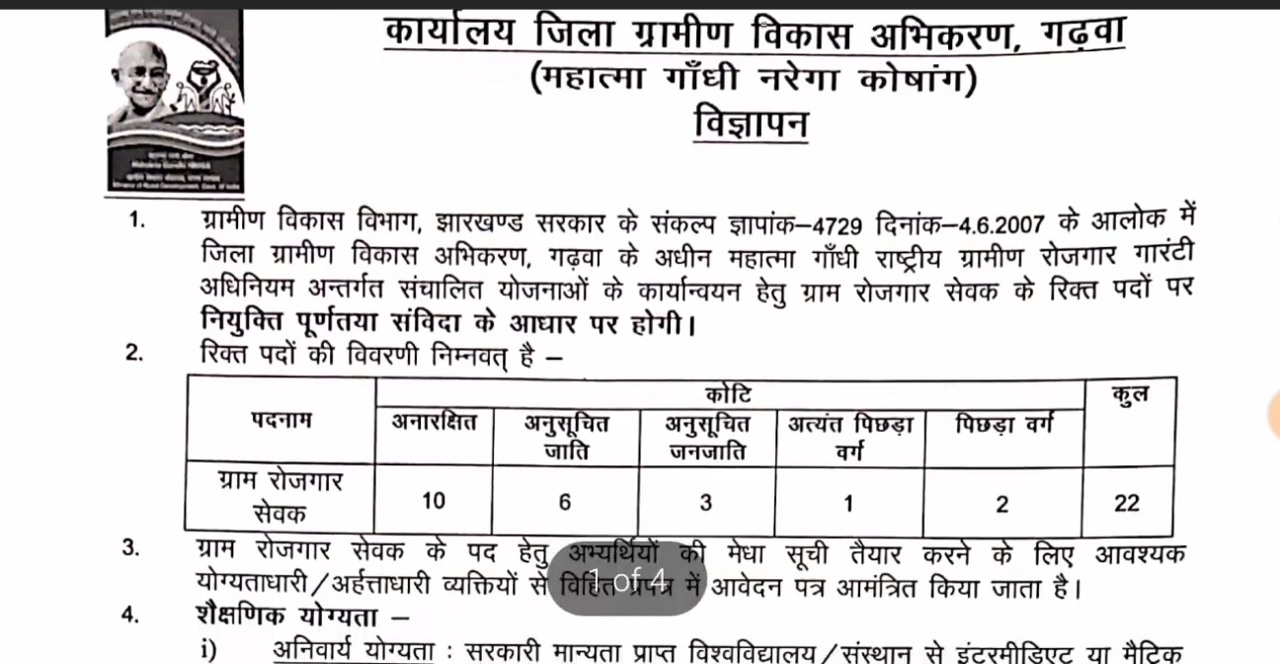 कार्यालय जिला ग्रामीण विकास अभिकरण, गढ़वा
(महात्मा गाँधी नरेगा कोषांग)
विज्ञापन
1. ग्रामीण विकास विभाग, झारखण्ड सरकार के संकल्प ज्ञापांक–4729 दिनांक–4.6.2007 के आलोक में
जिला ग्रामीण विकास अभिकरण, गढ़वा के अधीन महात्मा गाँधी राष्ट्रीय ग्रामीण रोजगार गारंटी
अधिनियम अन्तर्गत संचालित योजनाओं के कार्यान्वयन हेतु ग्राम रोजगार सेवक के रिक्त पदों पर
नियुक्ति पूर्णतया संविदा के आधार पर होगी।
2. रिक्त पदों की विवरणी निम्नवत् है –
पदनाम कोटि कुल
अनारक्षित अनुसूचित जाति अनुसूचित जनजाति अत्यंत पिछड़ा वर्ग पिछड़ा वर्ग
ग्राम रोजगार सेवक 10 6 3 1 2 22
3. ग्राम रोजगार सेवक के पद हेतु अभ्यर्थियों की मेधा सूची तैयार करने के लिए आवश्यक
योग्यताधारी/अर्हत्ताधारी व्यक्तियों से विहित प्रपत्र में आवेदन पत्र आमंत्रित किया जाता है।
1 of 4
4. शैक्षणिक योग्यता –
i) अनिवार्य योग्यता : सरकारी मान्यता प्राप्त विश्वविद्यालय/संस्थान से इंटरमीडिएट या मैट्रिक